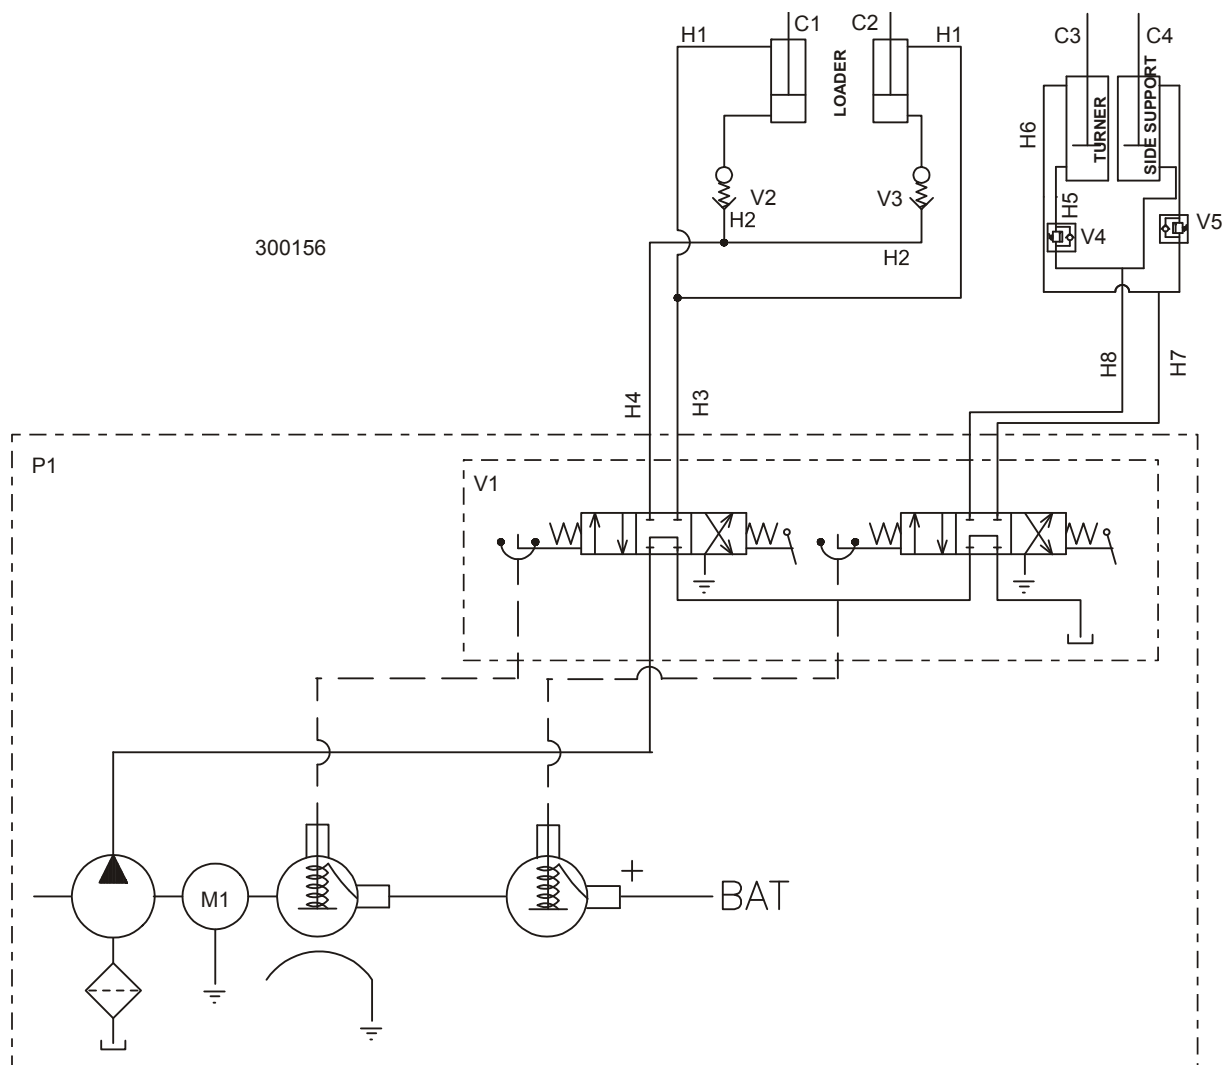 H1
C1
C2
H1
LOADER
C3
C4
TURNER
SIDE SUPPORT
H6
V2
V3
H2
H2
H5
V4
V5
300156
H4
H3
H8
H7
P1
V1
M1
+
BAT